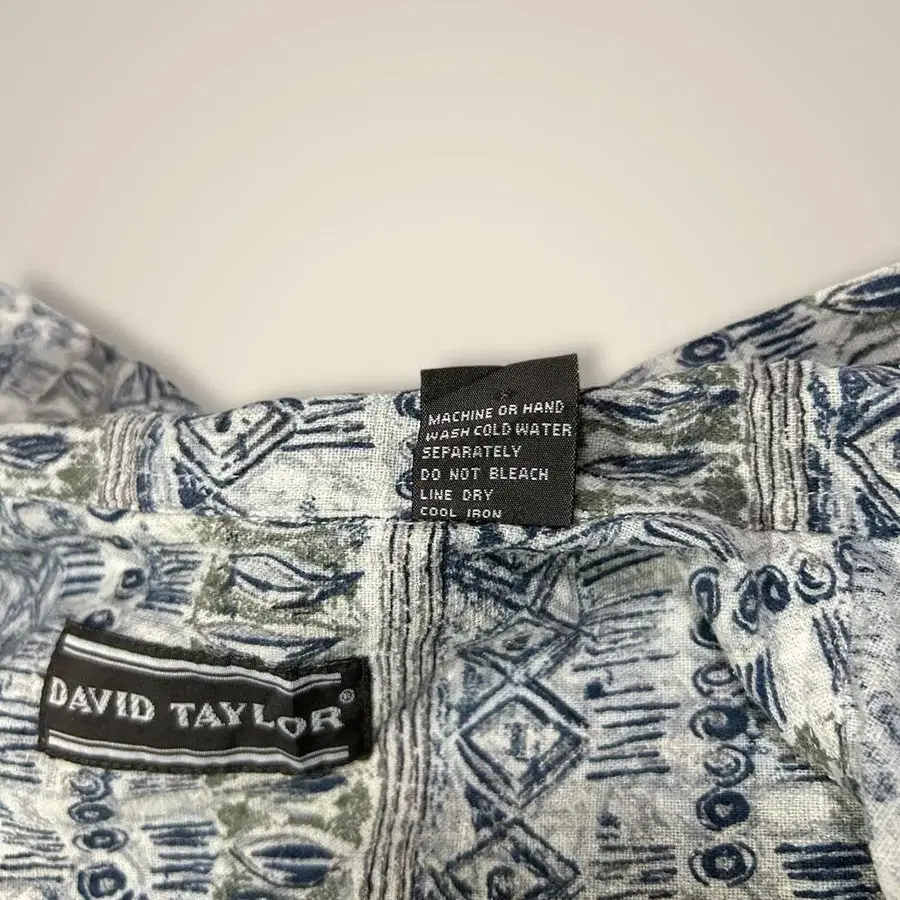 MACHINE OR HAND
WASH COLD WATER
SEPARATELY
DO NOT BLEACH
LINE DRY
COOL IRON
DAVID TAYLOR®